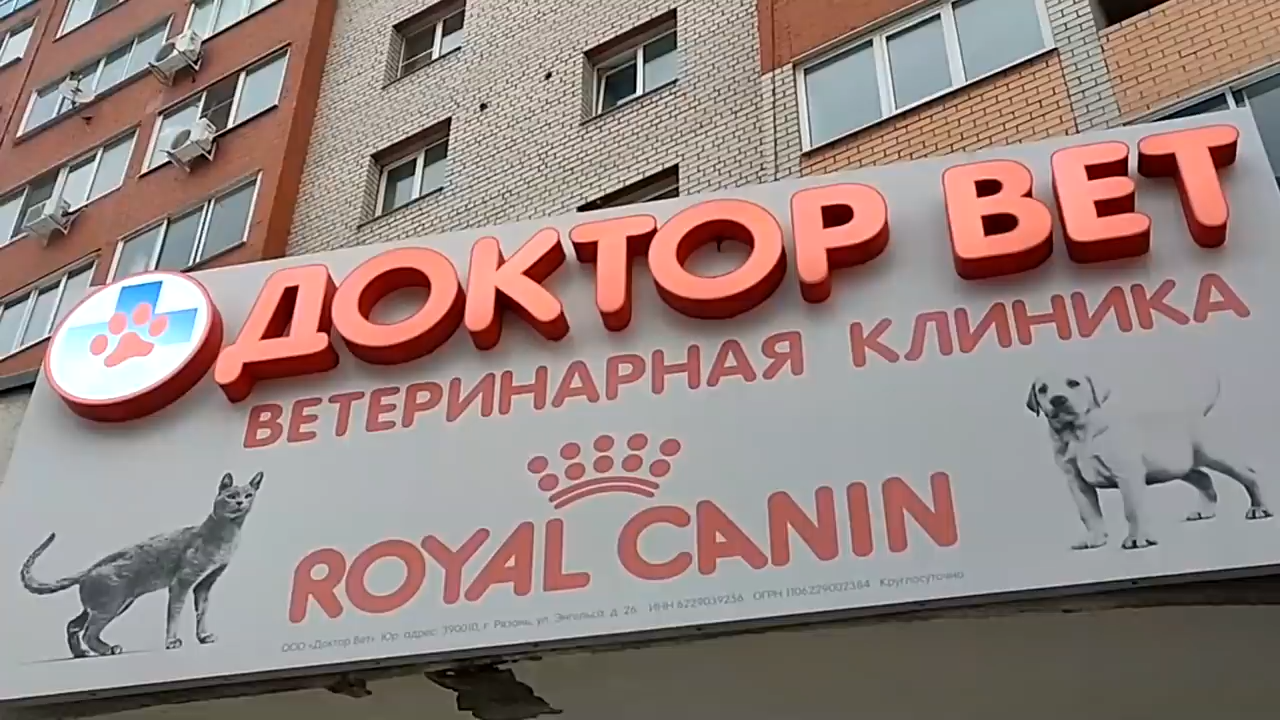 ДОКТОР ВЕТ
ВЕТЕРИНАРНАЯ КЛИНИКА
ROYAL CANIN
ООО «Доктор Вет» Юр. адрес: 390010, г. Рязань, ул. Энгельса, д. 26 ИНН 6229039256 ОГРН 1106229002384 Круглосуточно